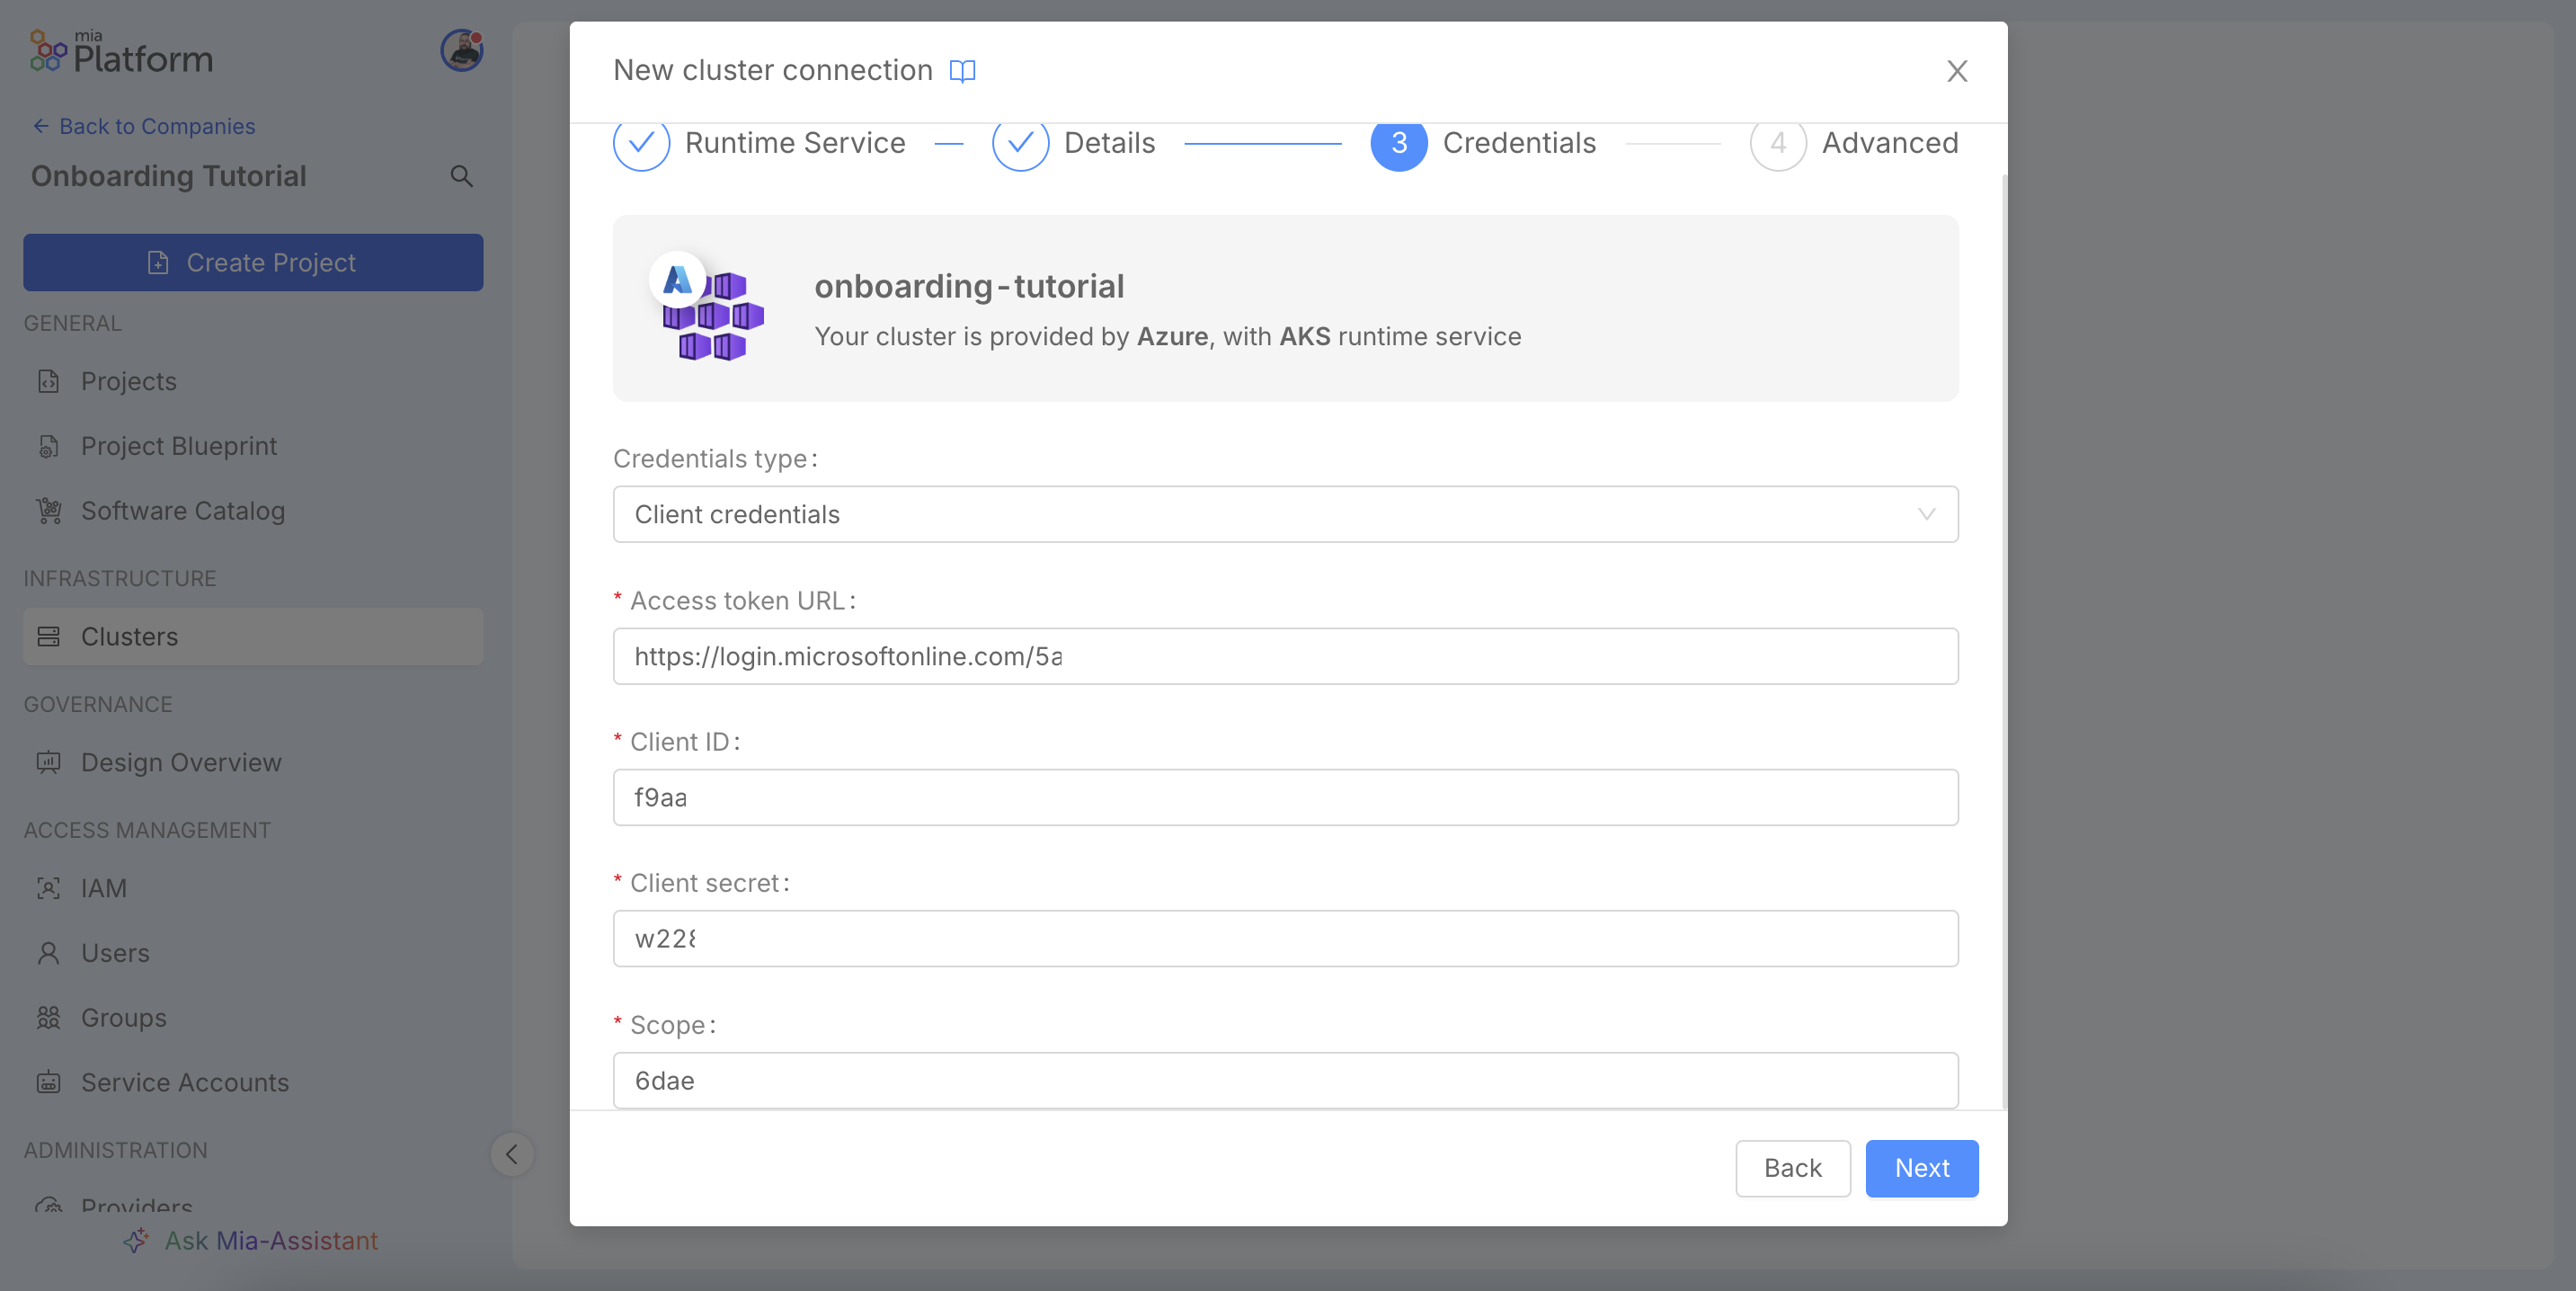 mia
Platform
Back to Companies
Onboarding Tutorial
Create Project
GENERAL
Projects
Project Blueprint
Software Catalog
INFRASTRUCTURE
Clusters
GOVERNANCE
Design Overview
ACCESS MANAGEMENT
IAM
Users
Groups
Service Accounts
ADMINISTRATION
Providers
Ask Mia-Assistant
New cluster connection
Runtime Service
Details
3 Credentials
4 Advanced
onboarding-tutorial
Your cluster is provided by Azure, with AKS runtime service
Credentials type:
Client credentials
* Access token URL:
https://login.microsoftonline.com/5a
* Client ID:
f9aa
* Client secret:
w228
* Scope:
6dae
Back
Next